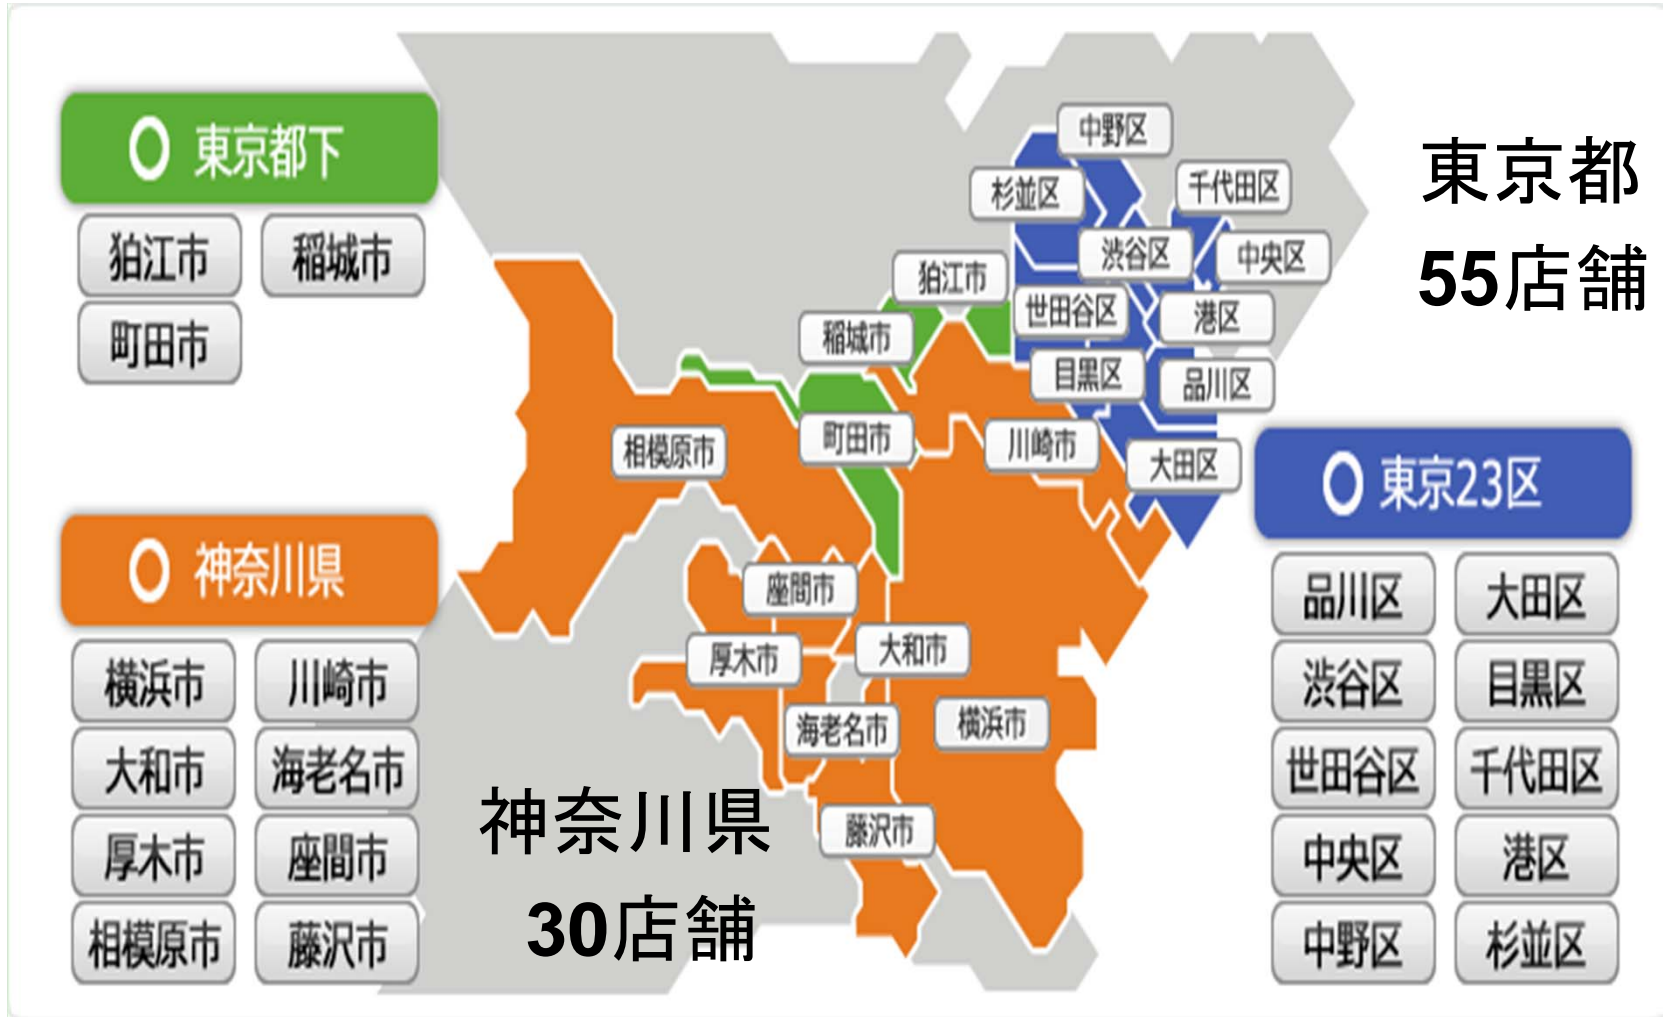 東京都下
狛江市 稲城市
町田市
神奈川県
横浜市 川崎市
大和市 海老名市
厚木市 座間市
相模原市 藤沢市
中野区
杉並区
千代田区
渋谷区
中央区
狛江市
世田谷区
港区
稲城市
目黒区
品川区
相模原市
町田市
川崎市
大田区
座間市
厚木市
大和市
海老名市
横浜市
藤沢市
神奈川県
30店舗
東京都
55店舗
東京23区
品川区 大田区
渋谷区 目黒区
世田谷区 千代田区
中央区 港区
中野区 杉並区